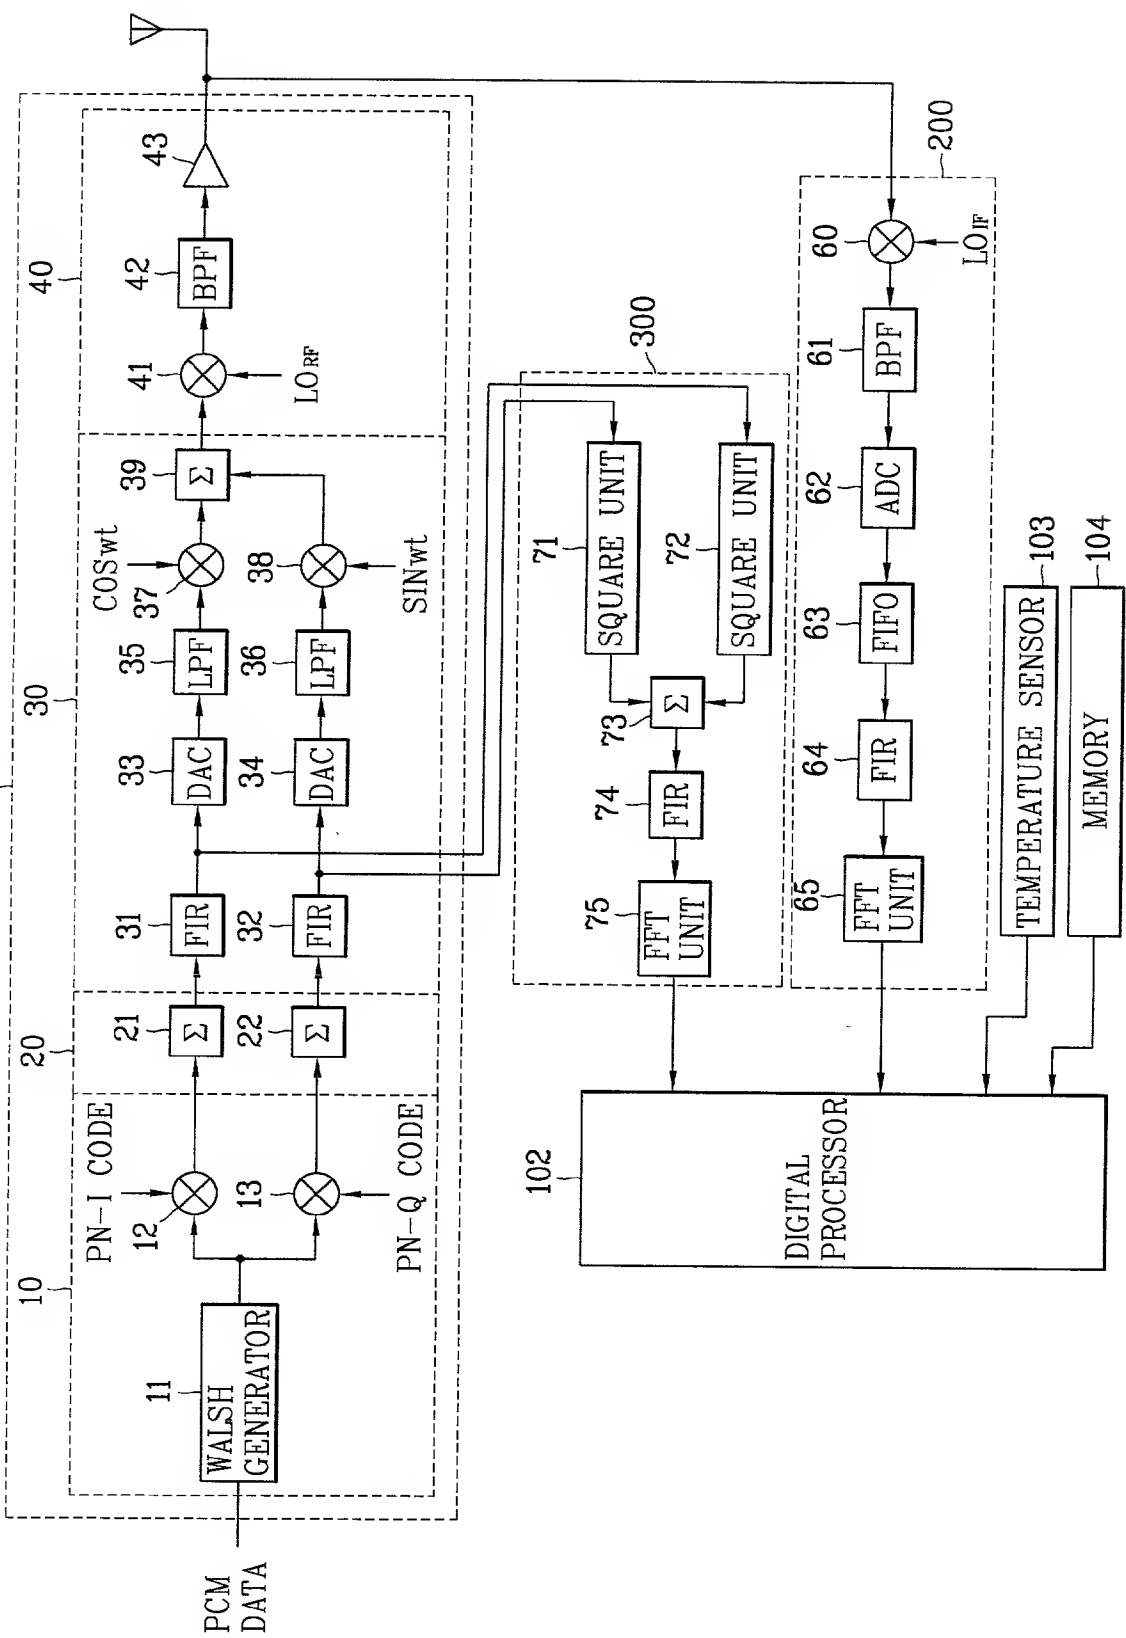 10
20
30
40
PCM
DATA
11
WALSH
GENERATOR
PN-I CODE
12
13
PN-Q CODE
21
Σ
22
Σ
31
FIR
32
FIR
33
DAC
34
DAC
35
LPF
36
LPF
COSwt
37
38
SINwt
39
Σ
41
LORF
42
BPF
43
300
71
SQUARE UNIT
72
SQUARE UNIT
73
Σ
74
FIR
75
FFT
UNIT
200
60
LOIF
61
BPF
62
ADC
63
FIFO
64
FIR
65
FFT
UNIT
102
DIGITAL
PROCESSOR
103
TEMPERATURE SENSOR
104
MEMORY